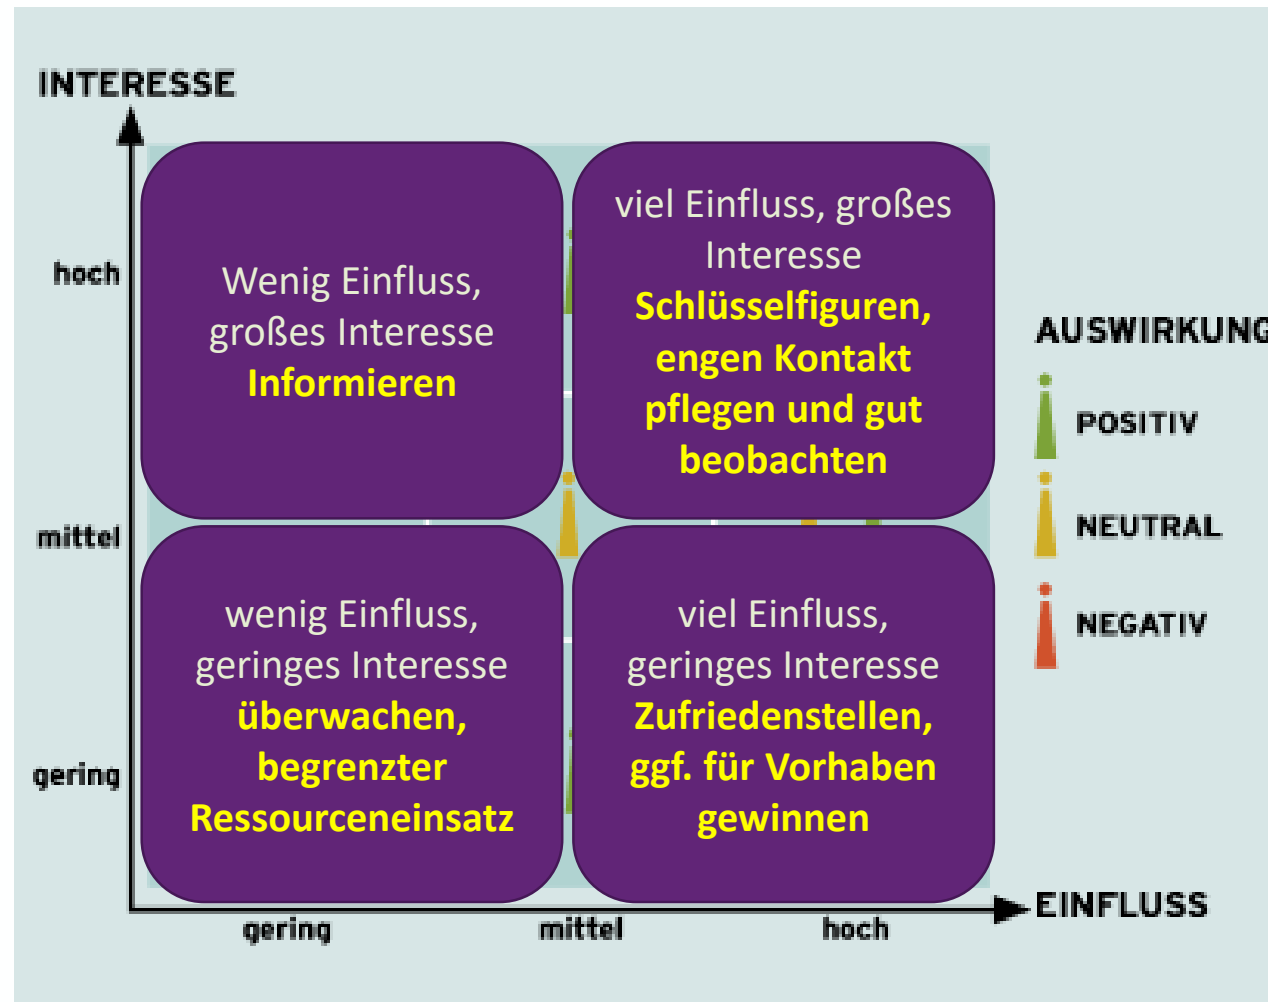 INTERESSE
hoch
mittel
gering
Wenig Einfluss,
großes Interesse
Informieren
viel Einfluss, großes
Interesse
Schlüsselfiguren,
engen Kontakt
pflegen und gut
beobachten
wenig Einfluss,
geringes Interesse
überwachen,
begrenzter
Ressourceneinsatz
viel Einfluss,
geringes Interesse
Zufriedenstellen,
ggf. für Vorhaben
gewinnen
gering
mittel
hoch
EINFLUSS
AUSWIRKUNG
POSITIV
NEUTRAL
NEGATIV